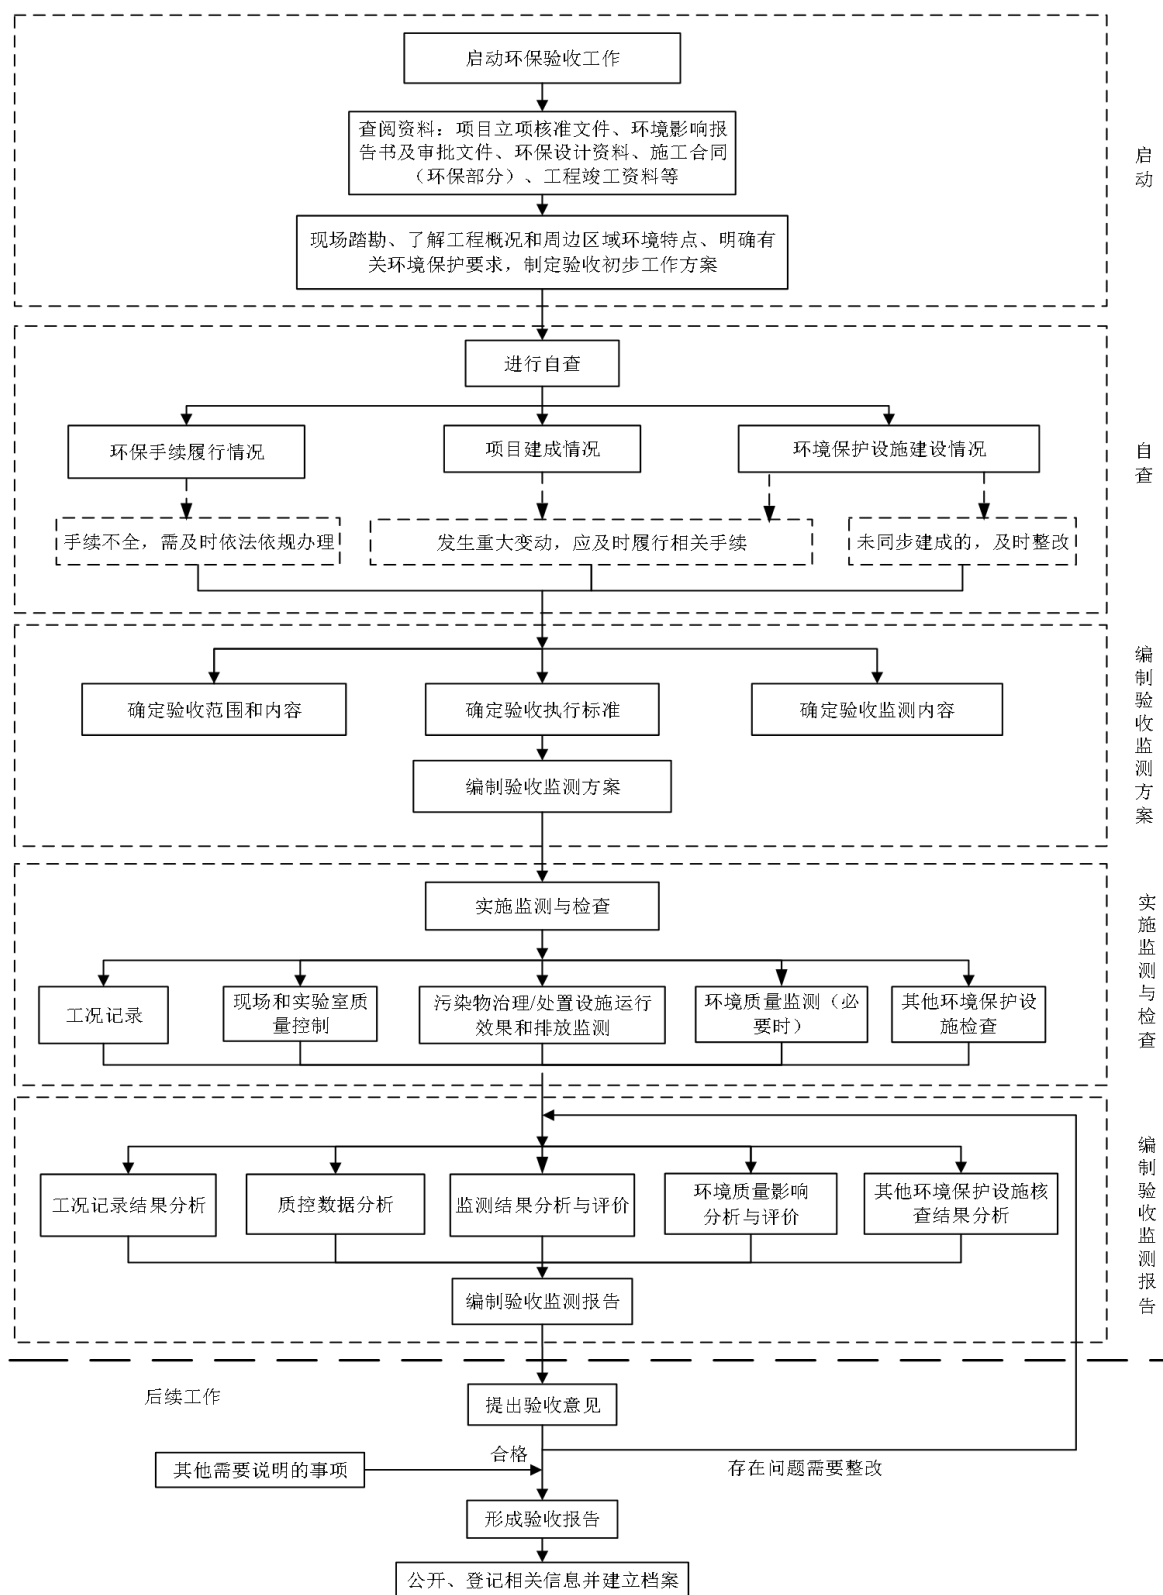 启动环保验收工作
查阅资料：项目立项核准文件、环境影响报
告书及审批文件、环保设计资料、施工合同
（环保部分）、工程竣工资料等
现场踏勘、了解工程概况和周边区域环境特点、明确有
关环境保护要求，制定验收初步工作方案
启动
进行自查
环保手续履行情况
项目建成情况
环境保护设施建设情况
手续不全，需及时依法依规办理
发生重大变动，应及时履行相关手续
未同步建成的，及时整改
自查
确定验收范围和内容
确定验收执行标准
确定验收监测内容
编制验收监测方案
编制验收监测方案
实施监测与检查
工况记录
现场和实验室质
量控制
污染物治理/处置设施运行
效果和排放监测
环境质量监测（必
要时）
其他环境保护设
施检查
实施监测与检查
工况记录结果分析
质控数据分析
监测结果分析与评价
环境质量影响
分析与评价
其他环境保护设施核
查结果分析
编制验收监测报告
编制验收监测报告
后续工作
提出验收意见
合格
存在问题需要整改
其他需要说明的事项
形成验收报告
公开、登记相关信息并建立档案